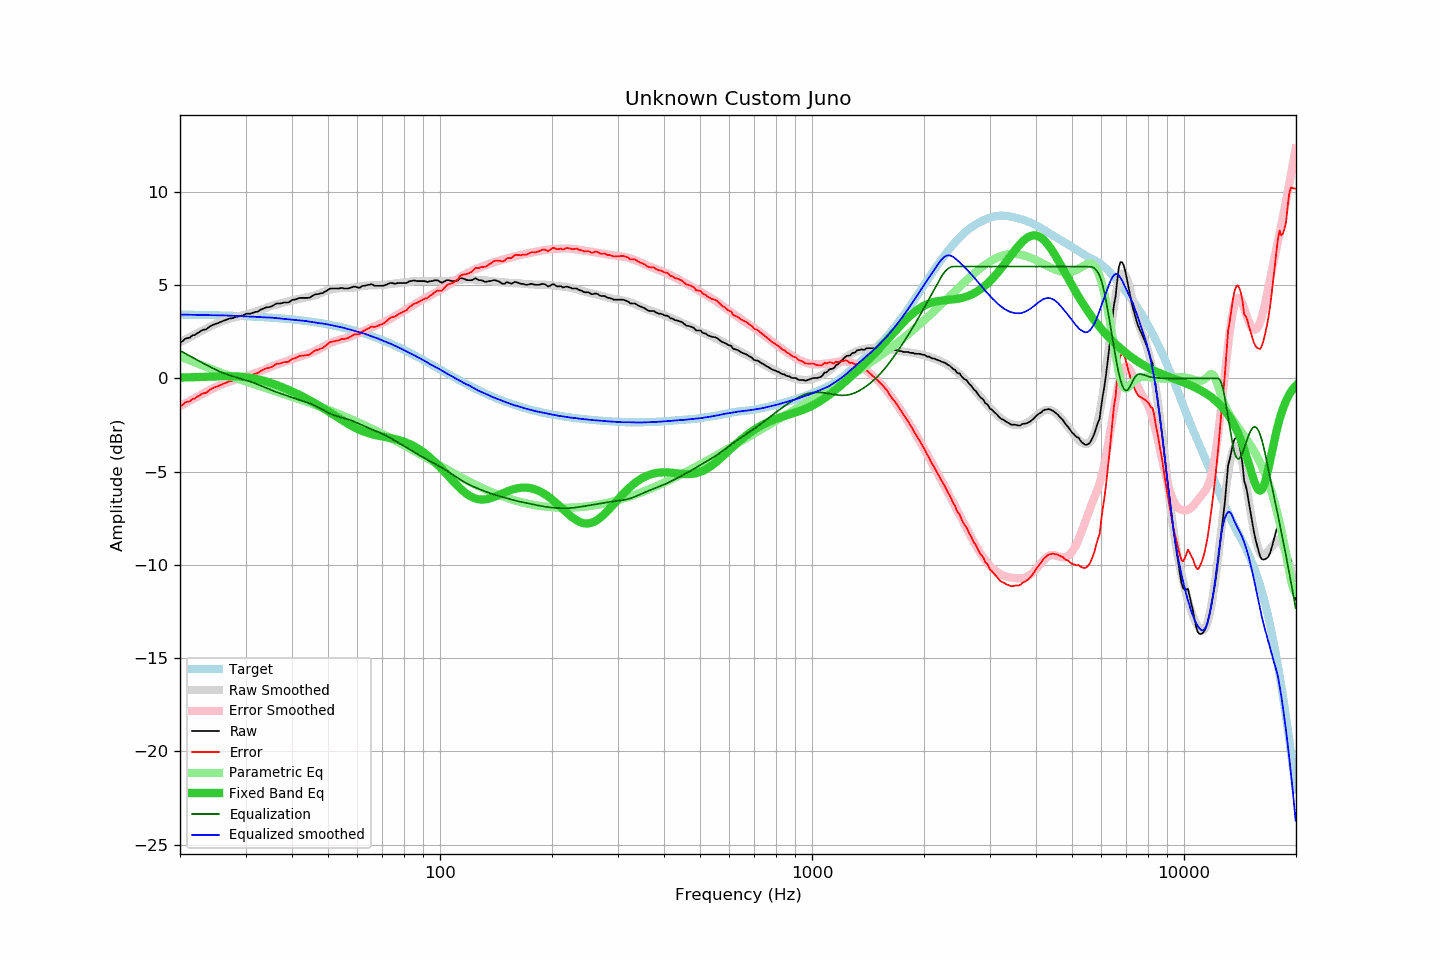 Unknown Custom Juno
10
5
0
−5
−10
−15
−20
−25
Amplitude (dBr)
Target
Raw Smoothed
Error Smoothed
Raw
Error
Parametric Eq
Fixed Band Eq
Equalization
Equalized smoothed
100 1000 10000
Frequency (Hz)